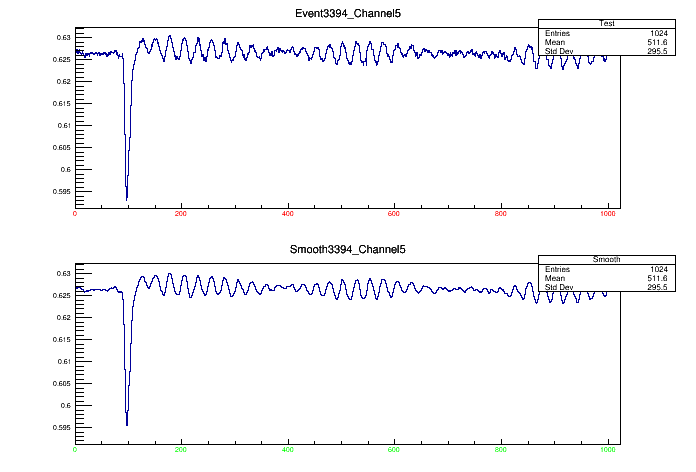 Event3394_Channel5
Test
Entries 1024
Mean 511.6
Std Dev 295.5
0.63
0.625
0.62
0.615
0.61
0.605
0.6
0.595
0 200 400 600 800 1000
Smooth3394_Channel5
Smooth
Entries 1024
Mean 511.6
Std Dev 295.5
0.63
0.625
0.62
0.615
0.61
0.605
0.6
0.595
0 200 400 600 800 1000